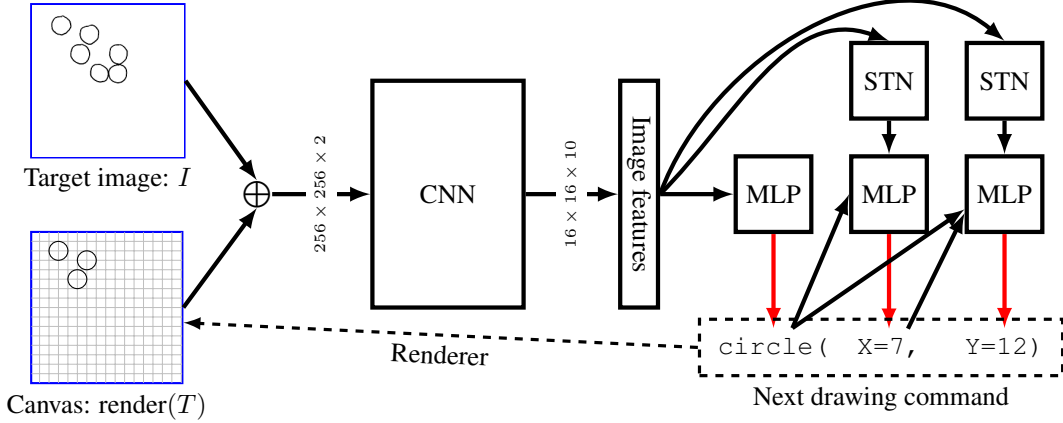 Target image: I
Canvas: render(T)
⊕
256 × 256 × 2
CNN
16 × 16 × 10
Image features
STN
STN
MLP
MLP
MLP
circle( X=7, Y=12)
Renderer
Next drawing command